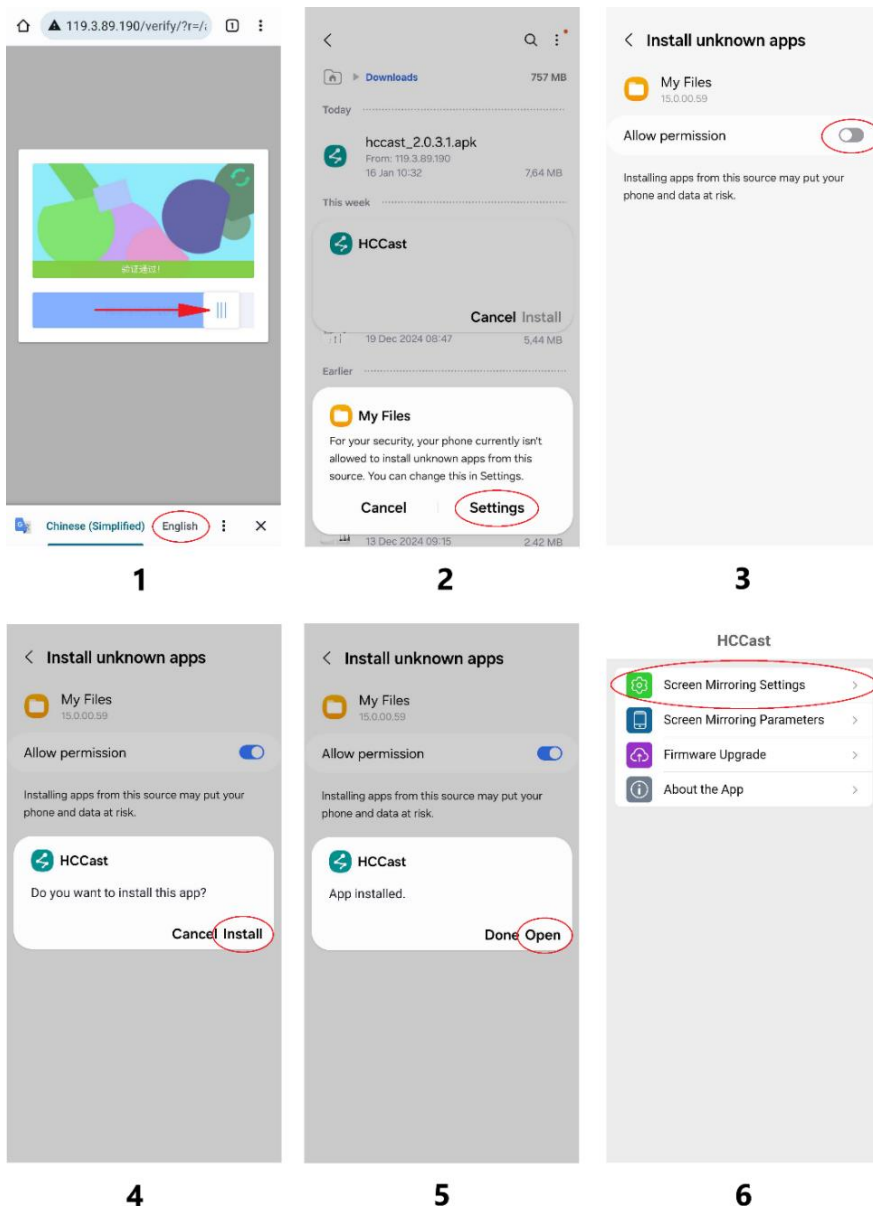 119.3.89.190/verify/?r=/
1
验证通过!
Chinese (Simplified)
English
1
Downloads
757 MB
Today
hccast_2.0.3.1.apk
From: 119.3.89.190
16 Jan 10:32
7,64 MB
This week
HCCast
Cancel
Install
19 Dec 2024 08:47
5,44 MB
Earlier
My Files
For your security, your phone currently isn't
allowed to install unknown apps from this
source. You can change this in Settings.
Cancel
Settings
13 Dec 2024 09:15
2,42 MB
2
Install unknown apps
My Files
15.0.00.59
Allow permission
Installing apps from this source may put your
phone and data at risk.
3
Install unknown apps
My Files
15.0.00.59
Allow permission
Installing apps from this source may put your
phone and data at risk.
HCCast
Do you want to install this app?
Cancel
Install
4
Install unknown apps
My Files
15.0.00.59
Allow permission
Installing apps from this source may put your
phone and data at risk.
HCCast
App installed.
Done
Open
5
HCCast
Screen Mirroring Settings
Screen Mirroring Parameters
Firmware Upgrade
About the App
6